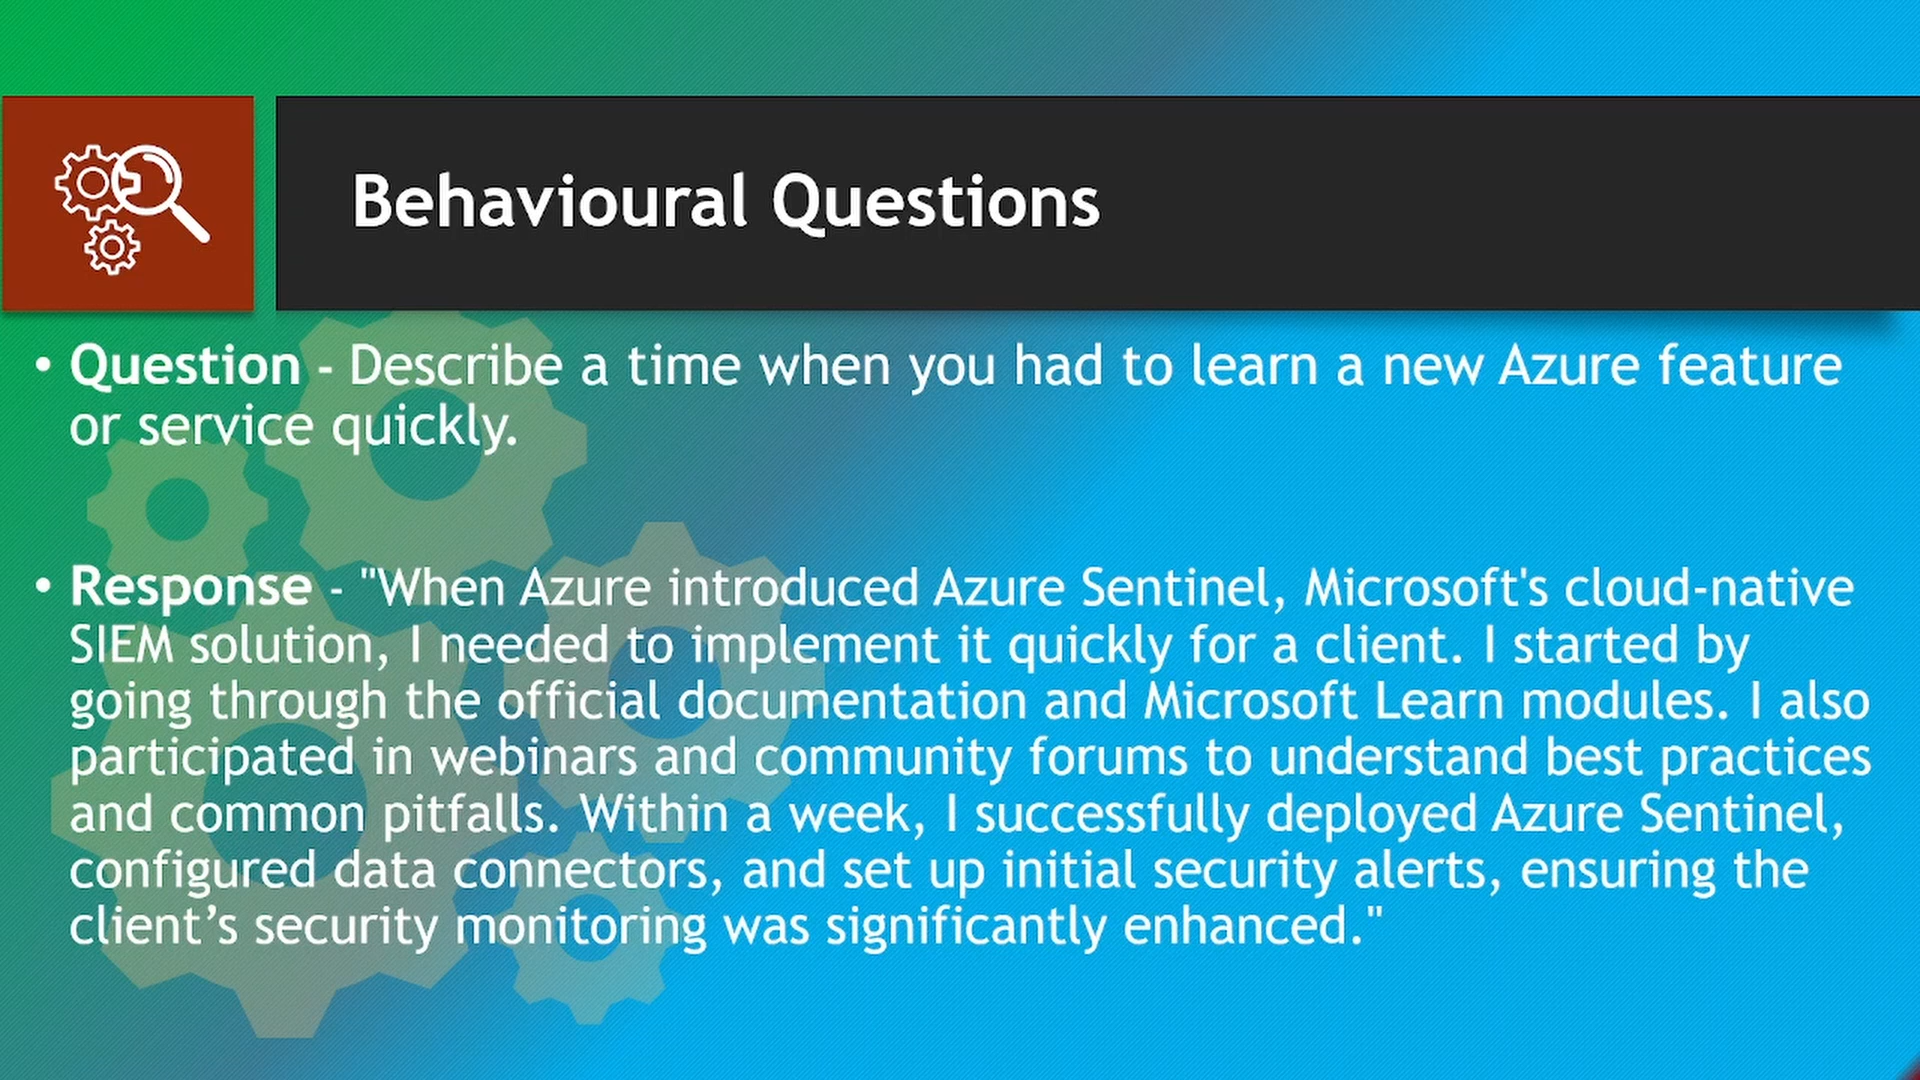 Behavioural Questions
• Question - Describe a time when you had to learn a new Azure feature
or service quickly.
• Response - "When Azure introduced Azure Sentinel, Microsoft's cloud-native
SIEM solution, I needed to implement it quickly for a client. I started by
going through the official documentation and Microsoft Learn modules. I also
participated in webinars and community forums to understand best practices
and common pitfalls. Within a week, I successfully deployed Azure Sentinel,
configured data connectors, and set up initial security alerts, ensuring the
client’s security monitoring was significantly enhanced."